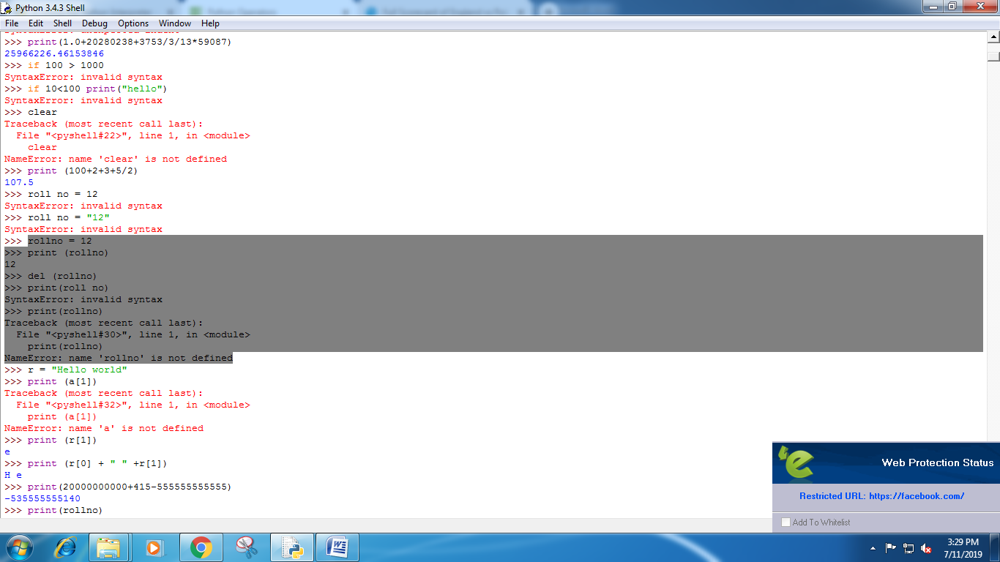 Python 3.4.3 Shell
File Edit Shell Debug Options Window Help
>>> print(1.0+20280238+3753/3/13*59087)
25966226.46153846
>>> if 100 > 1000
SyntaxError: invalid syntax
>>> if 10<100 print("hello")
SyntaxError: invalid syntax
>>> clear
Traceback (most recent call last):
  File "<pyshell#22>", line 1, in <module>
    clear
NameError: name 'clear' is not defined
>>> print (100+2+3+5/2)
107.5
>>> roll no = 12
SyntaxError: invalid syntax
>>> roll no = "12"
SyntaxError: invalid syntax
>>> rollno = 12
>>> print (rollno)
12
>>> del (rollno)
>>> print(roll no)
SyntaxError: invalid syntax
>>> print(rollno)
Traceback (most recent call last):
  File "<pyshell#30>", line 1, in <module>
    print(rollno)
NameError: name 'rollno' is not defined
>>> r = "Hello world"
>>> print (a[1])
Traceback (most recent call last):
  File "<pyshell#32>", line 1, in <module>
    print (a[1])
NameError: name 'a' is not defined
>>> print (r[1])
e
>>> print (r[0] + " " +r[1])
H e
>>> print(20000000000+415-555555555555)
-535555555140
>>> print(rollno)
Web Protection Status
Restricted URL: https://facebook.com/
Add To Whitelist
3:29 PM
7/11/2019